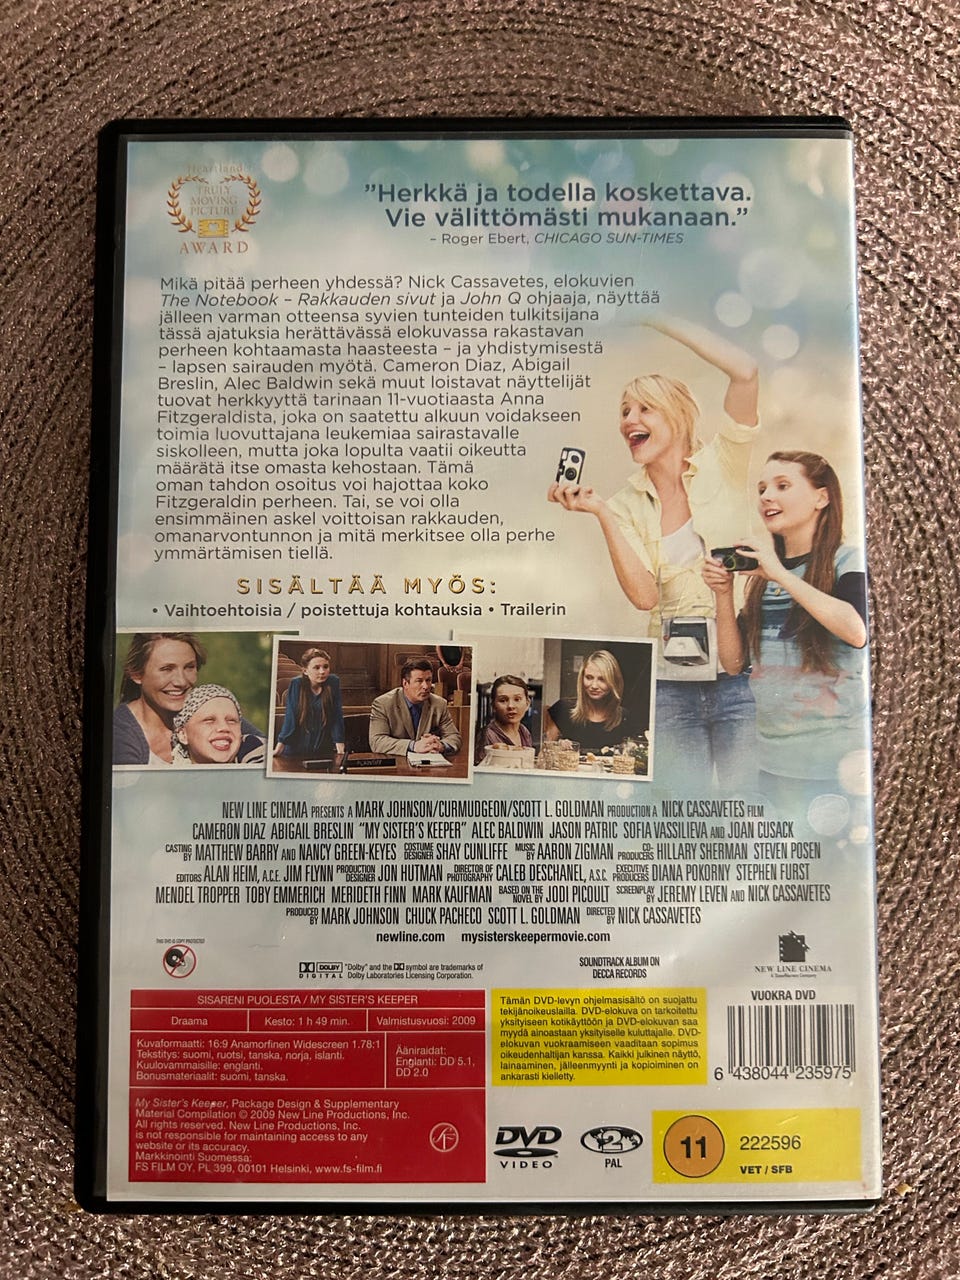 Heartland
TRULY
MOVING
PICTURE
AWARD
”Herkkä ja todella koskettava.
Vie välittömästi mukanaan.”
– Roger Ebert, CHICAGO SUN-TIMES
Mikä pitää perheen yhdessä? Nick Cassavetes, elokuvien
The Notebook – Rakkauden sivut ja John Q ohjaaja, näyttää
jälleen varman otteensa syvien tunteiden tulkitsijana
tässä ajatuksia herättävässä elokuvassa rakastavan
perheen kohtaamasta haasteesta – ja yhdistymisestä
– lapsen sairauden myötä. Cameron Diaz, Abigail
Breslin, Alec Baldwin sekä muut loistavat näyttelijät
tuovat herkkyyttä tarinaan 11-vuotiaasta Anna
Fitzgeraldista, joka on saatettu alkuun voidakseen
toimia luovuttajana leukemiaa sairastavalle
siskolleen, mutta joka lopulta vaatii oikeutta
määrätä itse omasta kehostaan. Tämä
oman tahdon osoitus voi hajottaa koko
Fitzgeraldin perheen. Tai, se voi olla
ensimmäinen askel voittoisan rakkauden,
omanarvontunnon ja mitä merkitsee olla perhe
ymmärtämisen tiellä.
SISÄLTÄÄ MYÖS:
• Vaihtoehtoisia / poistettuja kohtauksia • Trailerin
PLAINTIFF
NEW LINE CINEMA PRESENTS A MARK JOHNSON/CURMUDGEON/SCOTT L. GOLDMAN PRODUCTION A NICK CASSAVETES FILM
CAMERON DIAZ ABIGAIL BRESLIN "MY SISTER'S KEEPER" ALEC BALDWIN JASON PATRIC SOFIA VASSILIEVA AND JOAN CUSACK
CASTING BY MATTHEW BARRY AND NANCY GREEN-KEYES COSTUME DESIGNER SHAY CUNLIFFE MUSIC BY AARON ZIGMAN CO-PRODUCERS HILLARY SHERMAN STEVEN POSEN
EDITORS ALAN HEIM, A.C.E. JIM FLYNN PRODUCTION DESIGNER JON HUTMAN DIRECTOR OF PHOTOGRAPHY CALEB DESCHANEL, A.S.C. EXECUTIVE PRODUCERS DIANA POKORNY STEPHEN FURST
MENDEL TROPPER TOBY EMMERICH MERIDETH FINN MARK KAUFMAN BASED ON THE NOVEL BY JODI PICOULT SCREENPLAY BY JEREMY LEVEN AND NICK CASSAVETES
PRODUCED BY MARK JOHNSON CHUCK PACHECO SCOTT L. GOLDMAN DIRECTED BY NICK CASSAVETES
newline.com mysisterskeepermovie.com
THIS DVD IS COPY PROTECTED
DOLBY DIGITAL "Dolby" and the symbol are trademarks of
Dolby Laboratories Licensing Corporation.
SOUNDTRACK ALBUM ON
DECCA RECORDS
NEW LINE CINEMA
A TimeWarner Company
SISARENI PUOLESTA / MY SISTER'S KEEPER
Draama
Kesto: 1 h 49 min.
Valmistusvuosi: 2009
Kuvaformaatti: 16:9 Anamorfinen Widescreen 1.78:1
Tekstitys: suomi, ruotsi, tanska, norja, islanti.
Kuulovammaisille: englanti.
Bonusmateriaalit: suomi, tanska.
Ääniraidat:
Englanti: DD 5.1,
DD 2.0
My Sister's Keeper, Package Design & Supplementary
Material Compilation © 2009 New Line Productions, Inc.
All rights reserved. New Line Productions, Inc.
is not responsible for maintaining access to any
website or its accuracy.
Markkinointi Suomessa:
FS FILM OY, PL 399, 00101 Helsinki, www.fs-film.fi
Tämän DVD-levyn ohjelmasisältö on suojattu
tekijänoikeuslailla. DVD-elokuva on tarkoitettu
yksityiseen kotikäyttöön ja DVD-elokuvan saa
myydä ainoastaan yksityiselle kuluttajalle. DVD-
elokuvan vuokraamiseen vaaditaan sopimus
oikeudenhaltijan kanssa. Kaikki julkinen näyttö,
lainaaminen, jälleenmyynti ja kopioiminen on
ankarasti kielletty.
VUOKRA DVD
6 438044 235975
DVD
VIDEO
2
PAL
11
222596
VET / SFB